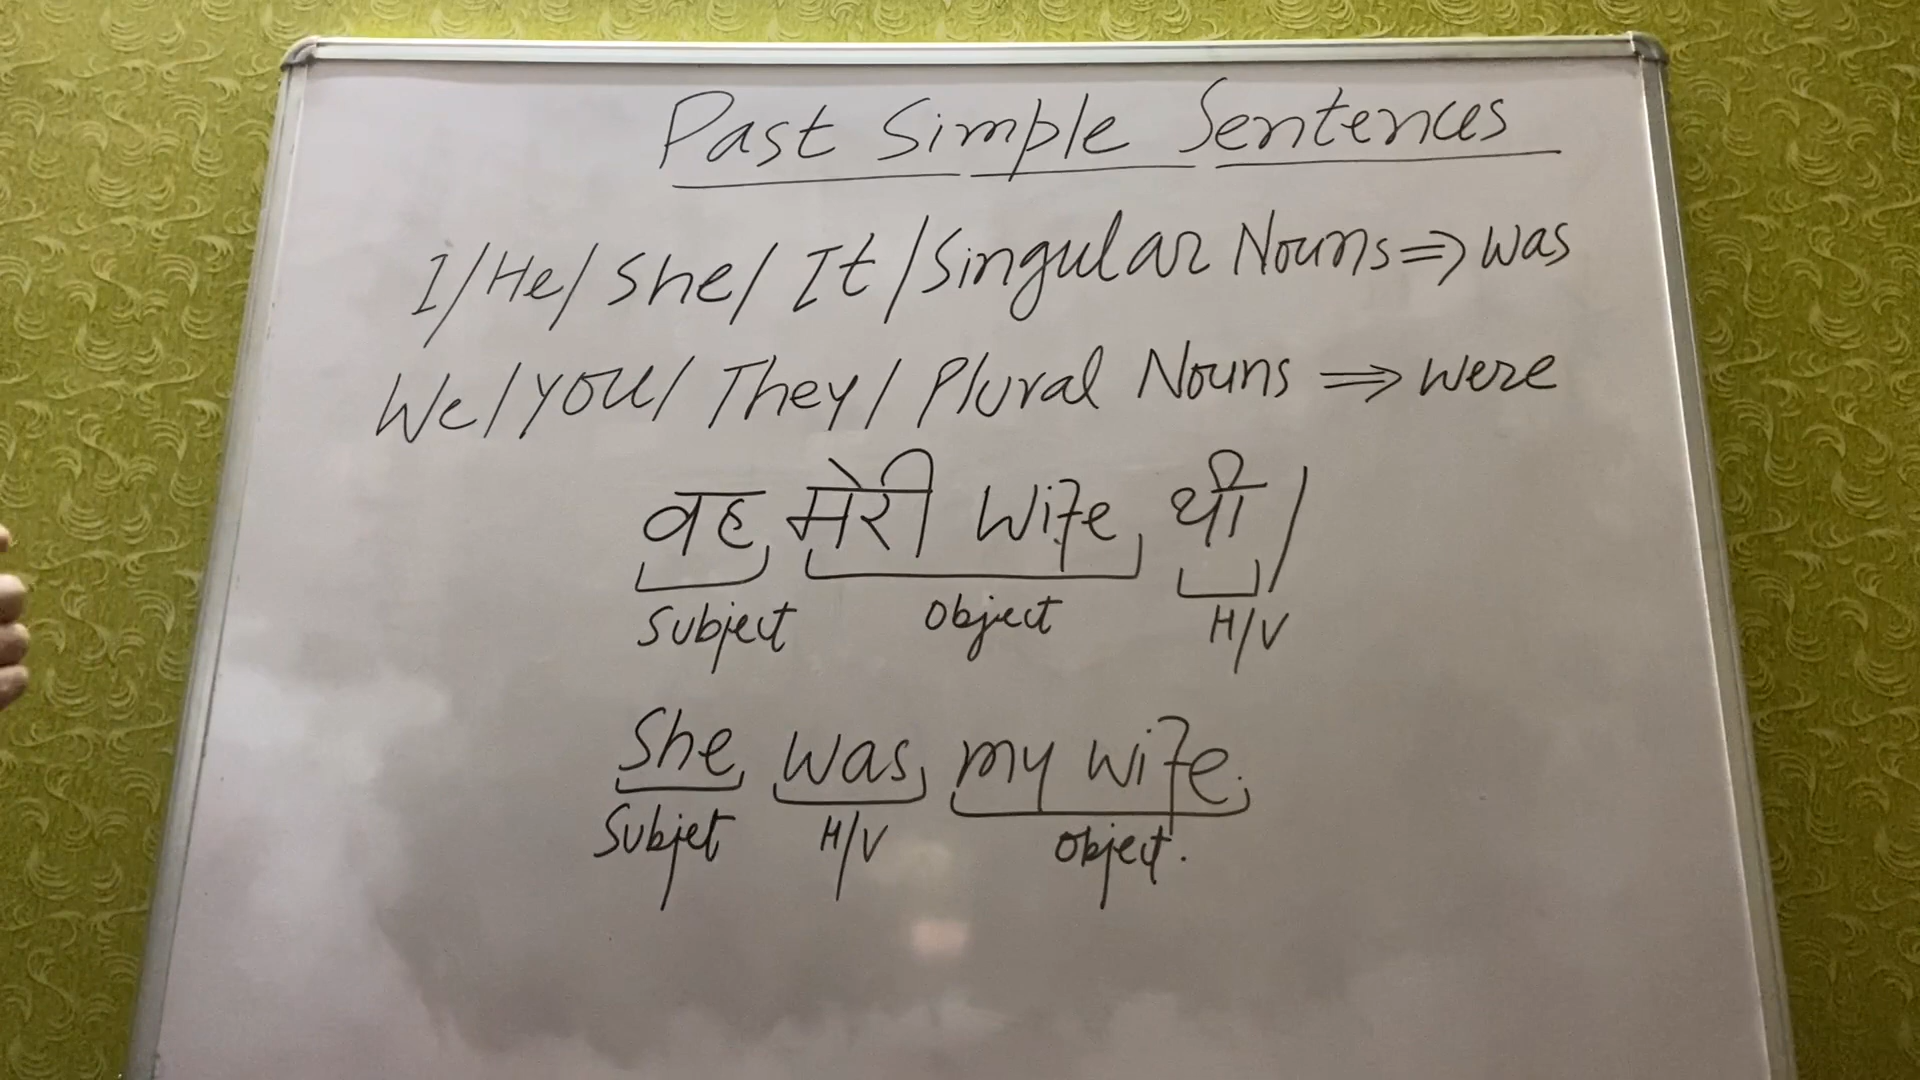 Past Simple Sentences
I/He/She/It/Singular Nouns⇒was
We/you/They/Plural Nouns⇒were
वह मेरी wife थी/
Subject Object H/V
She was my wife.
Subjet H/V Object.